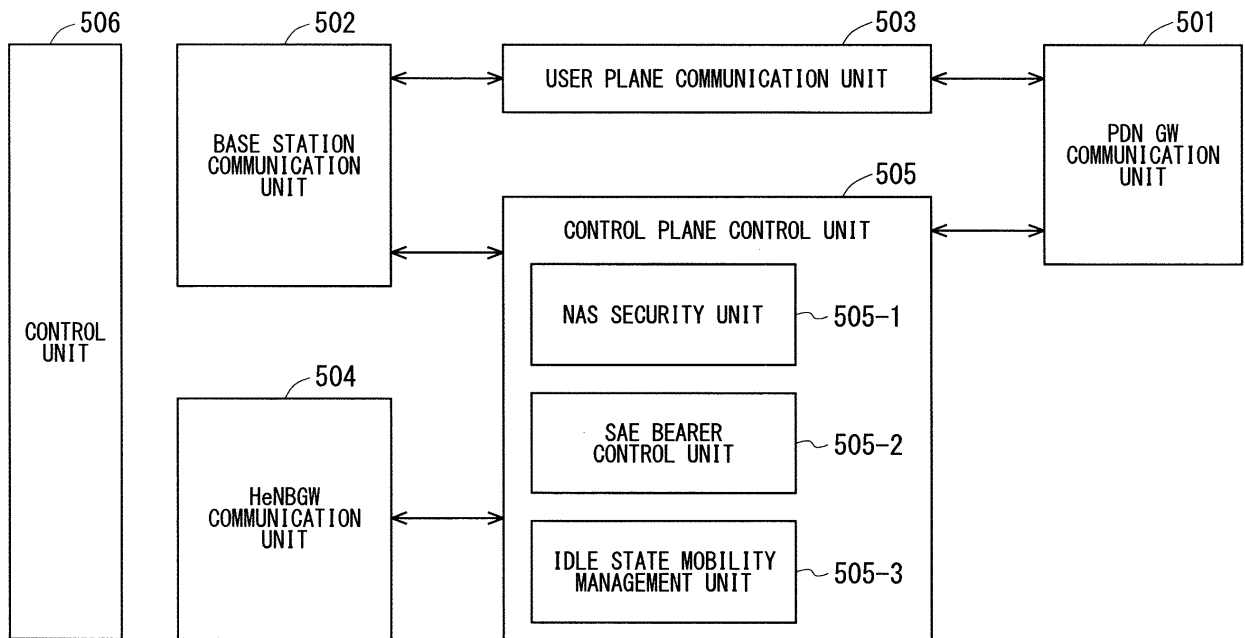 506
502
503
501
USER PLANE COMMUNICATION UNIT
BASE STATION
COMMUNICATION
UNIT
PDN GW
COMMUNICATION
UNIT
505
CONTROL PLANE CONTROL UNIT
NAS SECURITY UNIT
505-1
CONTROL
UNIT
504
SAE BEARER
CONTROL UNIT
505-2
HeNBGW
COMMUNICATION
UNIT
IDLE STATE MOBILITY
MANAGEMENT UNIT
505-3